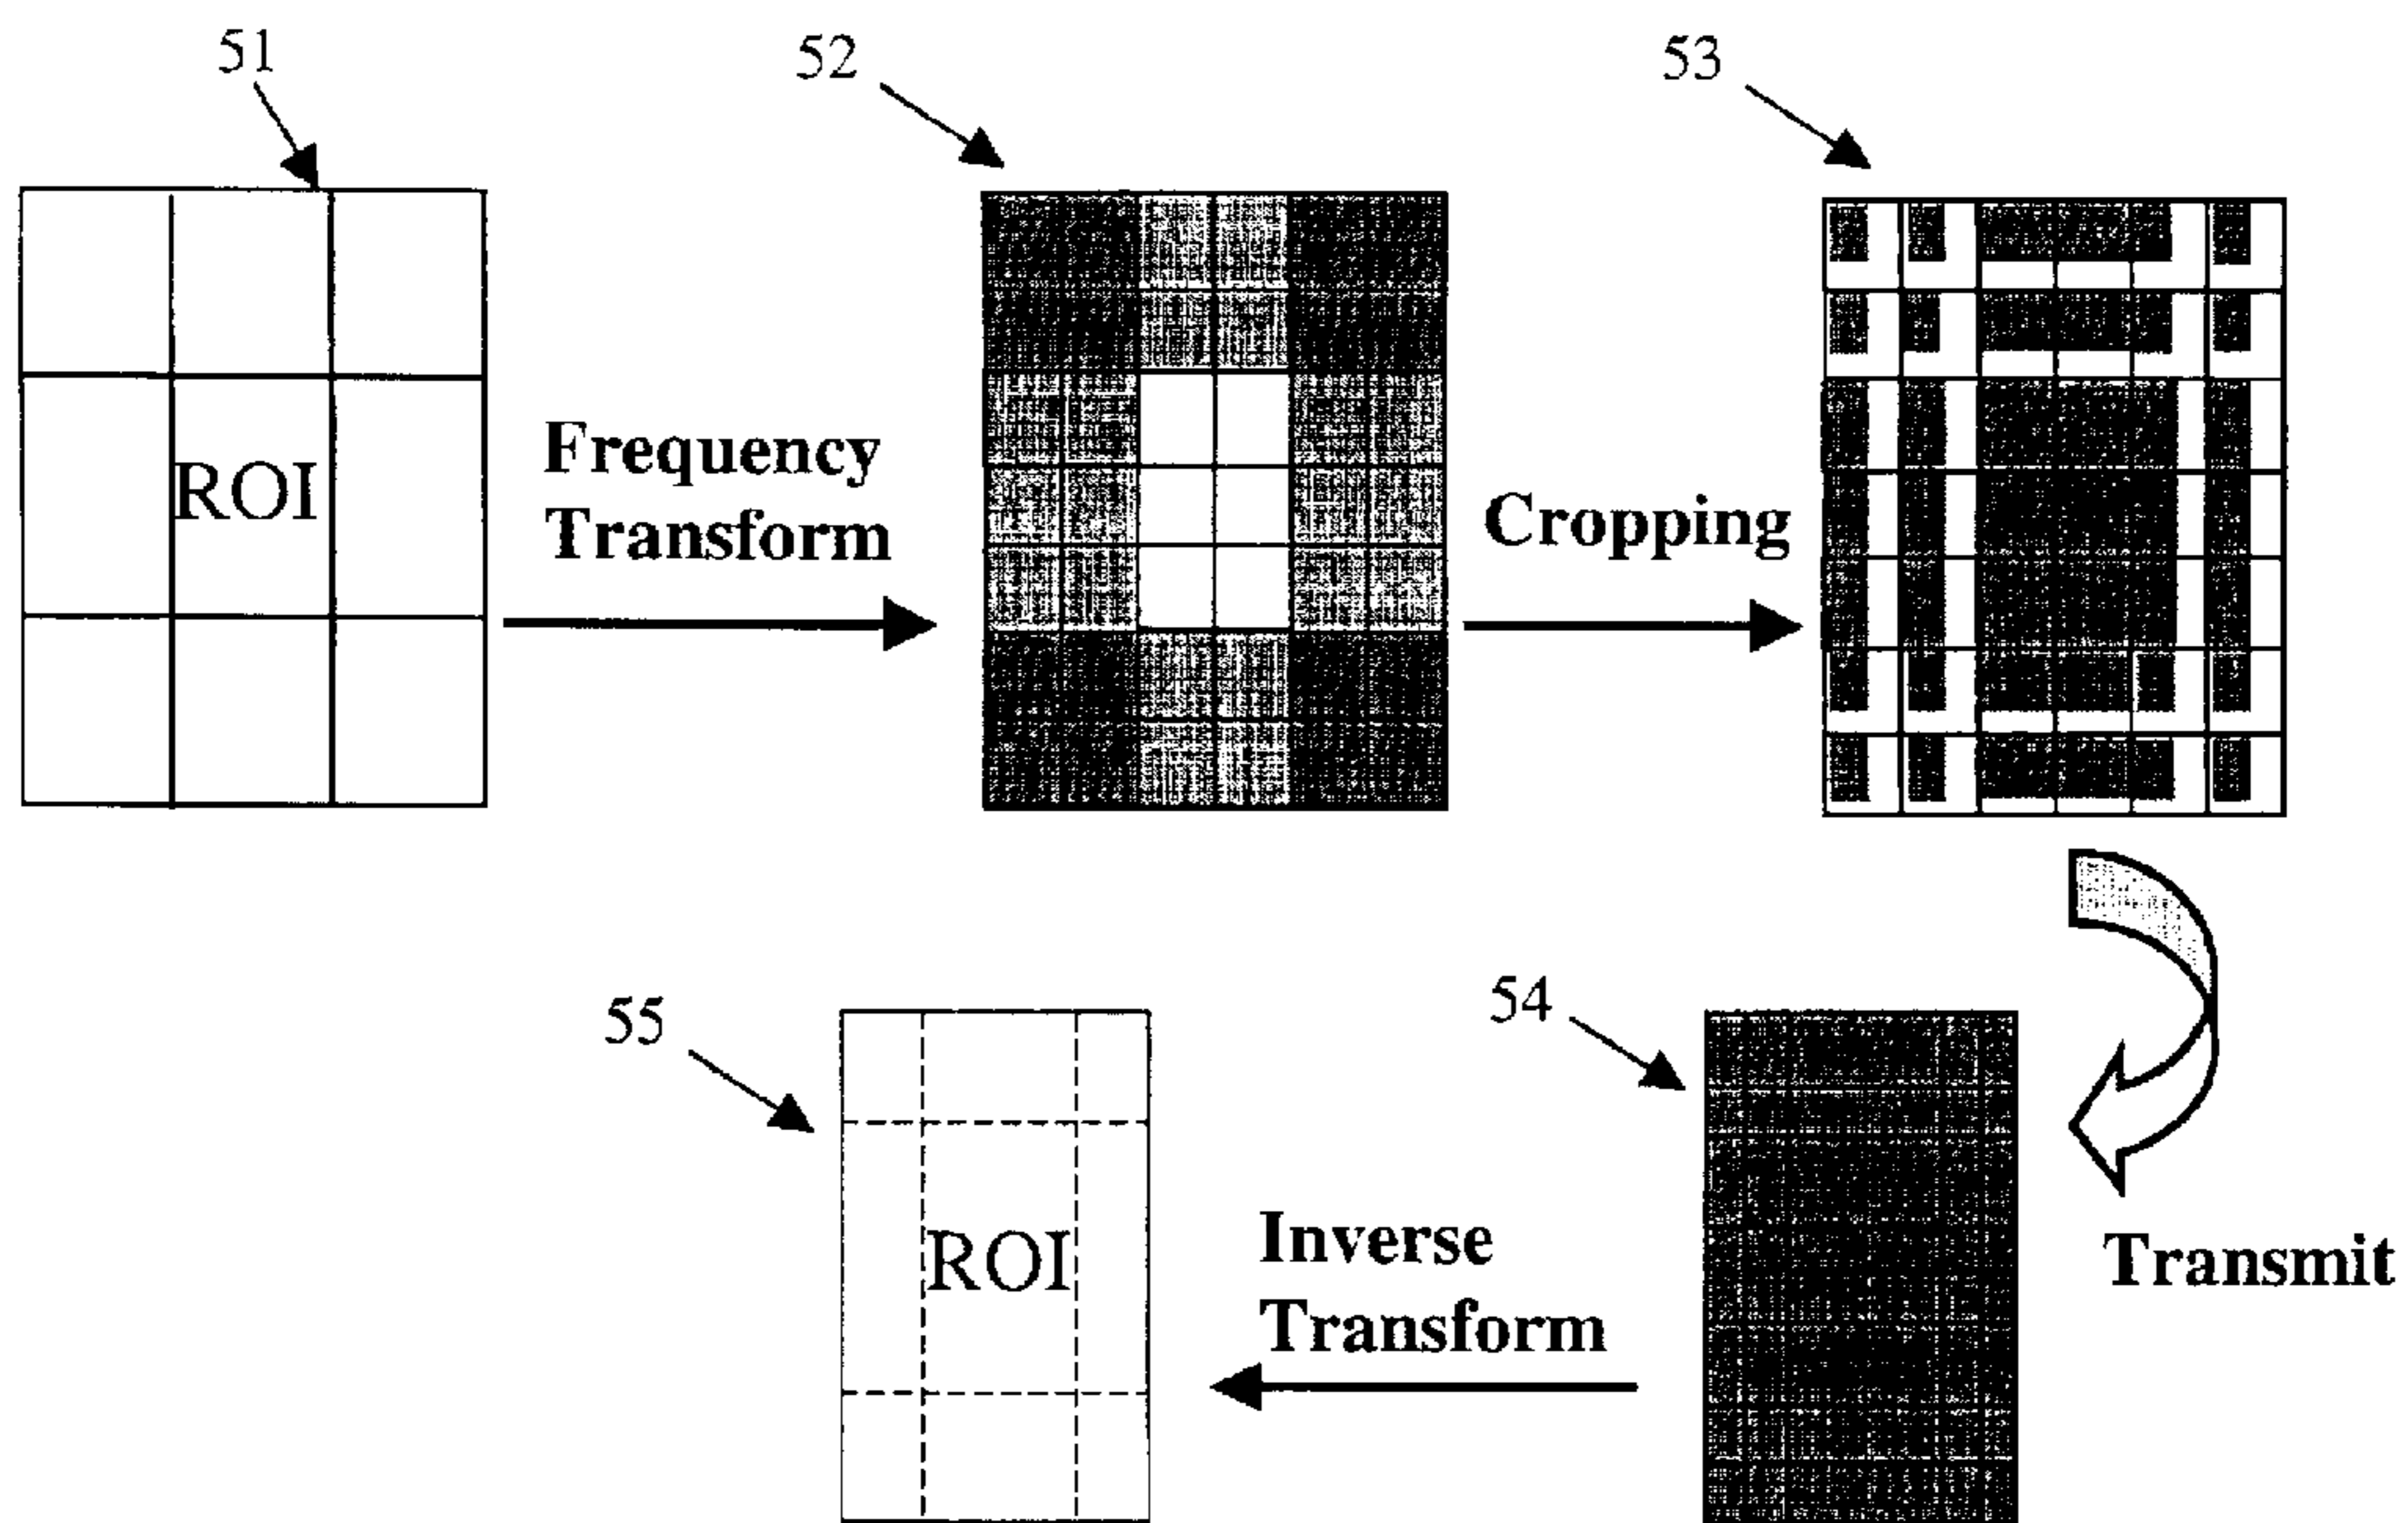 51
52
53
ROI
Frequency
Transform
Cropping
55
54
ROI
Inverse
Transform
Transmit